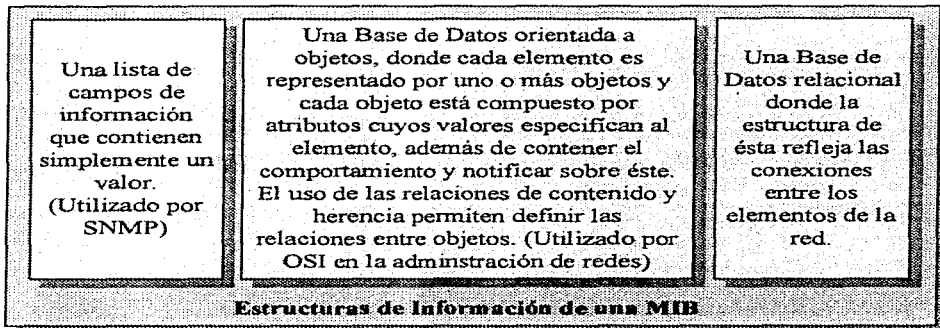 Una lista de
campos de
información
que contienen
simplemente un
valor.
(Utilizado por
SNMP)
Una Base de Datos orientada a
objetos, donde cada elemento es
representado por uno o más objetos y
cada objeto está compuesto por
atributos cuyos valores especifican al
elemento, además de contener el
comportamiento y notificar sobre éste.
El uso de las relaciones de contenido y
herencia permiten definir las
relaciones entre objetos. (Utilizado por
OSI en la adminstración de redes)
Una Base de
Datos relacional
donde la
estructura de
ésta refleja las
conexiones
entre los
elementos de la
red.
Estructuras de Información de una MIB